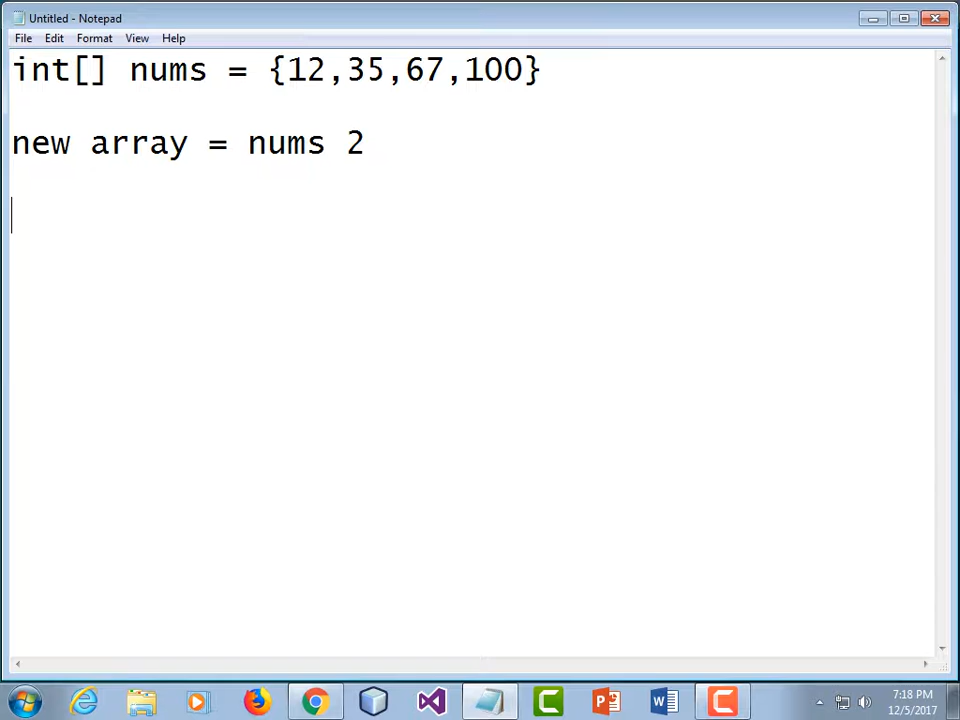 Untitled - Notepad
File Edit Format View Help
int[] nums = {12,35,67,100}
new array = nums 2
7:18 PM
12/5/2017